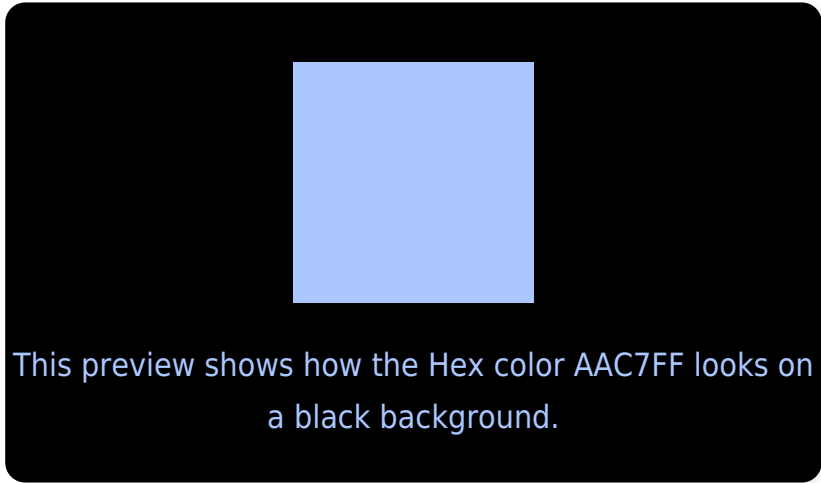 This preview shows how the Hex color AAC7FF looks on
a black background.